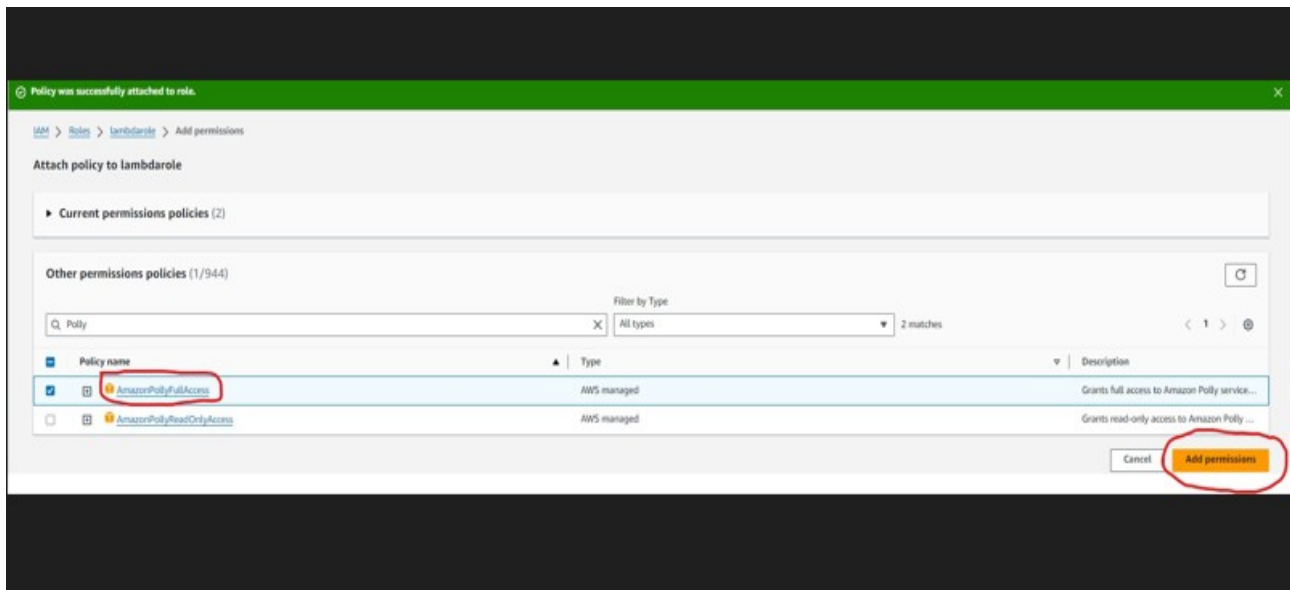 Policy was successfully attached to role.
IAM > Roles > lambdarole > Add permissions
Attach policy to lambdarole
Current permissions policies (2)
Other permissions policies (1/944)
Filter by Type
Polly All types 2 matches 1
Policy name Type Description
AmazonPollyFullAccess AWS managed Grants full access to Amazon Polly service...
AmazonPollyReadOnlyAccess AWS managed Grants read-only access to Amazon Polly ...
Cancel Add permissions